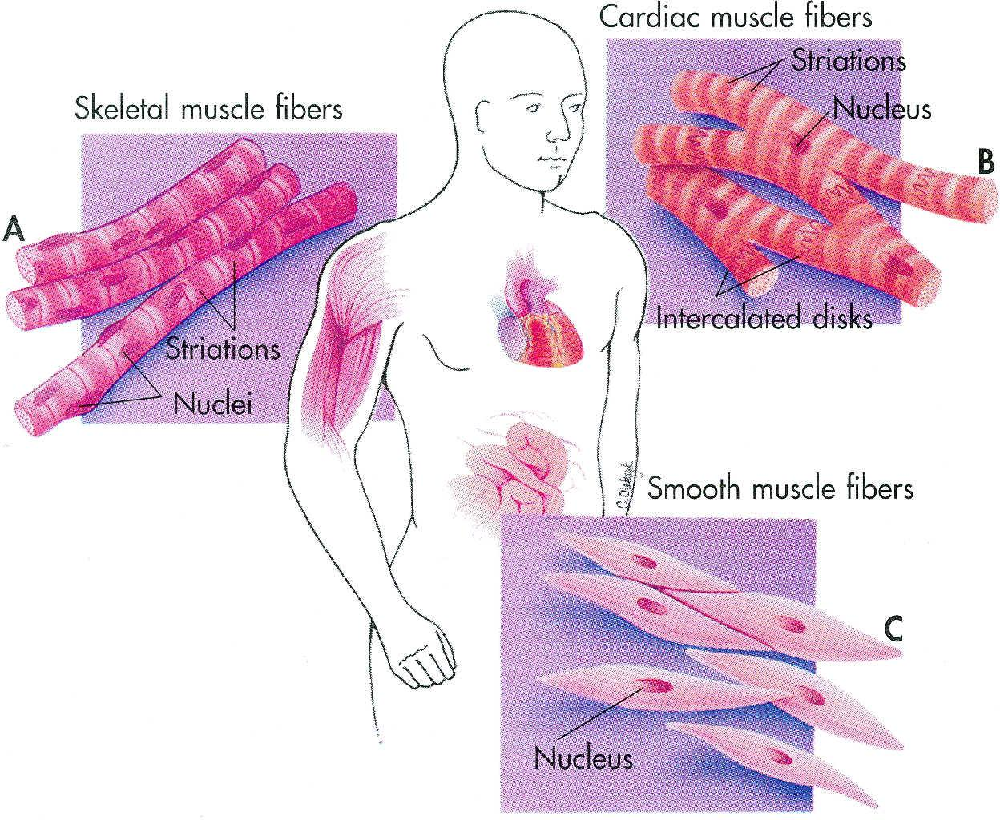 Cardiac muscle fibers
Striations
Nucleus
B
Skeletal muscle fibers
A
Striations
Nuclei
Intercalated disks
Smooth muscle fibers
C
Nucleus